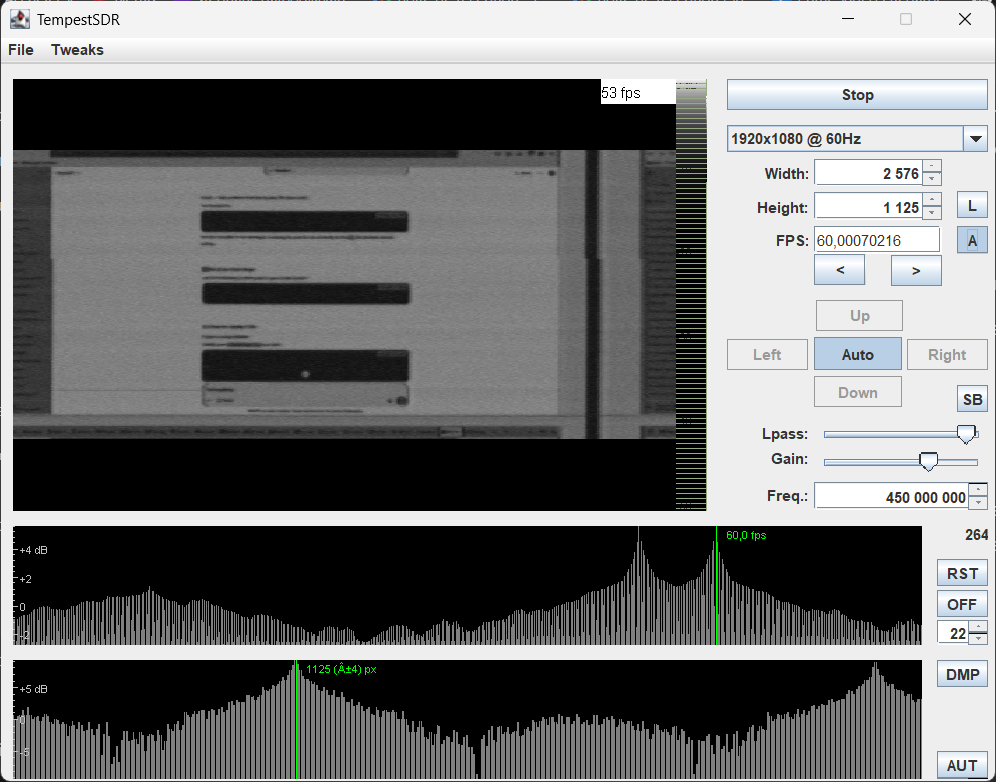 TempestSDR
File Tweaks
53 fps
Stop
1920x1080 @ 60Hz
Width: 2 576
Height: 1 125 L
FPS: 60,00070216 A
< >
Up
Left Auto Right
Down
SB
Lpass:
Gain:
Freq.: 450 000 000
264
60,0 fps
+4 dB
+2
0
-2
RST
OFF
22
1125 (Â±4) px
+5 dB
0
-5
DMP
AUT